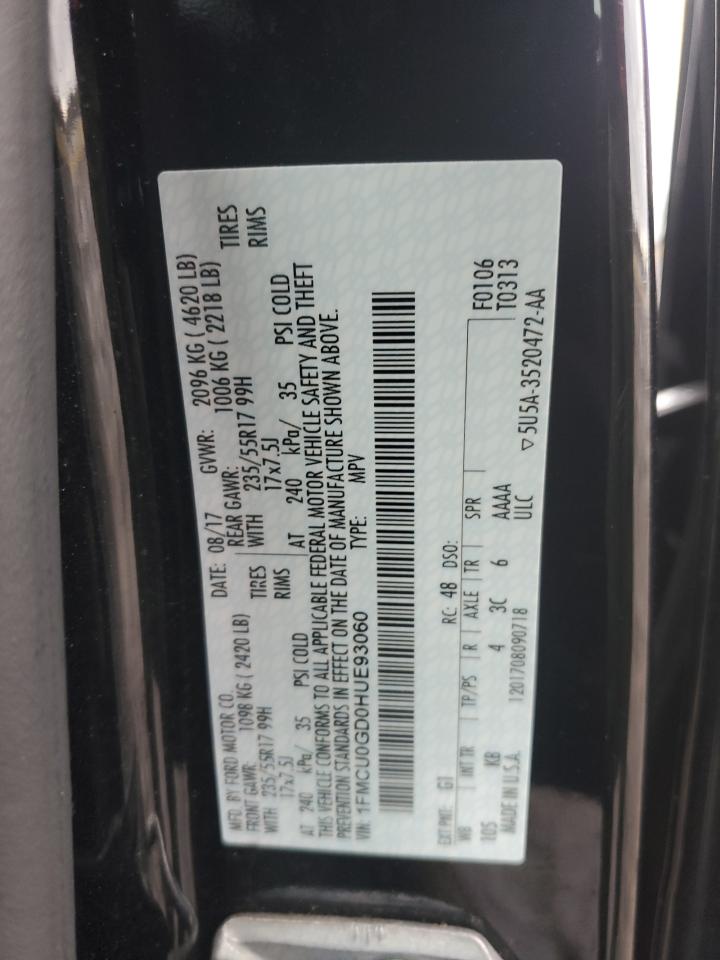 MFD. BY FORD MOTOR CO.
DATE: 08/17 GVWR: 2096 KG ( 4620 LB)
FRONT GAWR: 1098 KG ( 2420 LB) REAR GAWR: 1006 KG ( 2218 LB)
WITH 235/55R17 99H TIRES WITH 235/55R17 99H TIRES
17x7.5J RIMS 17x7.5J RIMS
AT 240 kPa/ 35 PSI COLD AT 240 kPa/ 35 PSI COLD
THIS VEHICLE CONFORMS TO ALL APPLICABLE FEDERAL MOTOR VEHICLE SAFETY AND THEFT
PREVENTION STANDARDS IN EFFECT ON THE DATE OF MANUFACTURE SHOWN ABOVE.
VIN: 1FMCU0GD0HUE93060 TYPE: MPV
EXT PNT: G1 RC: 48 DSO: F0106
T0313
WB INT TR TP/PS R AXLE TR SPR
105 KB 4 3C 6 AAAA
ULC
MADE IN U.S.A. 1201708090718
▽5U5A-3520472-AA